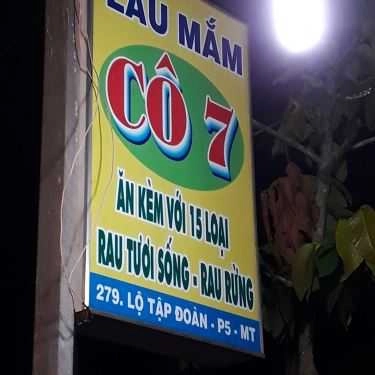 LẨU MẮM
CÔ 7
ĂN KÈM VỚI 15 LOẠI
RAU TƯƠI SỐNG - RAU RỪNG
279. LỘ TẬP ĐOÀN - P5 - MT